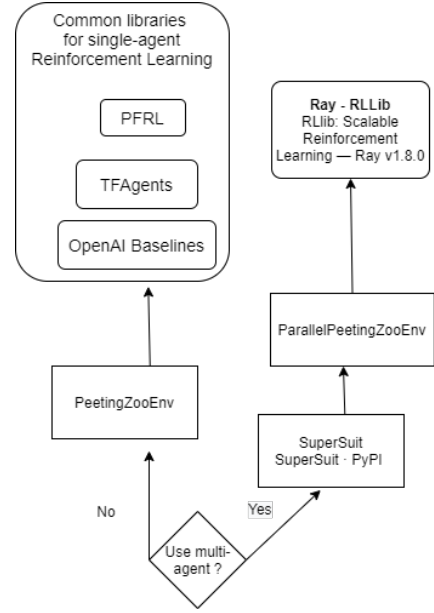 Common libraries
for single-agent
Reinforcement Learning
PFRL
TFAgents
OpenAI Baselines
Ray - RLLib
RLlib: Scalable
Reinforcement
Learning — Ray v1.8.0
ParallelPeetingZooEnv
PeetingZooEnv
SuperSuit
SuperSuit · PyPI
No
Yes
Use multi-
agent ?